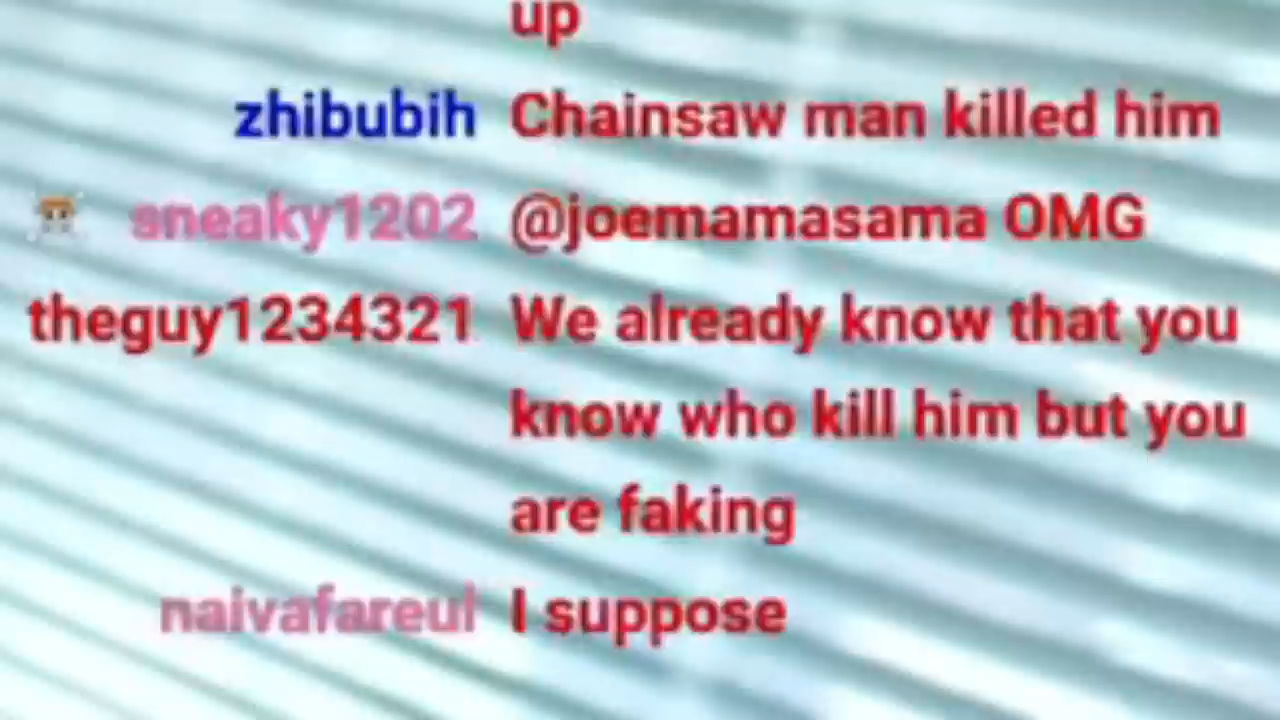 up
zhibubih Chainsaw man killed him
sneaky1202 @joemamasama OMG
theguy1234321 We already know that you
know who kill him but you
are faking
naivafareul I suppose